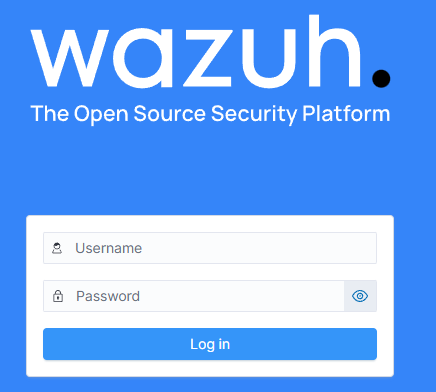 wazuh.
The Open Source Security Platform
Username
Password
Log in